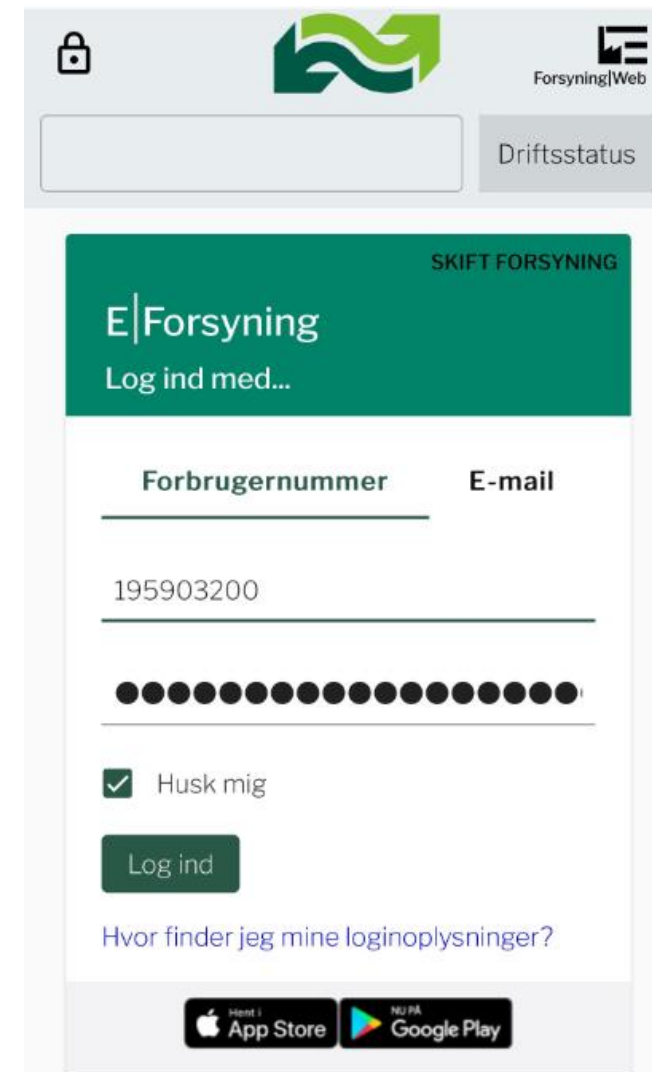 Forsyning|Web
Driftsstatus
SKIFT FORSYNING
E|Forsyning
Log ind med...
Forbrugernummer E-mail
195903200
●●●●●●●●●●●●●●●●●●
Husk mig
Log ind
Hvor finder jeg mine loginoplysninger?
Hent i
App Store
NU PÅ
Google Play